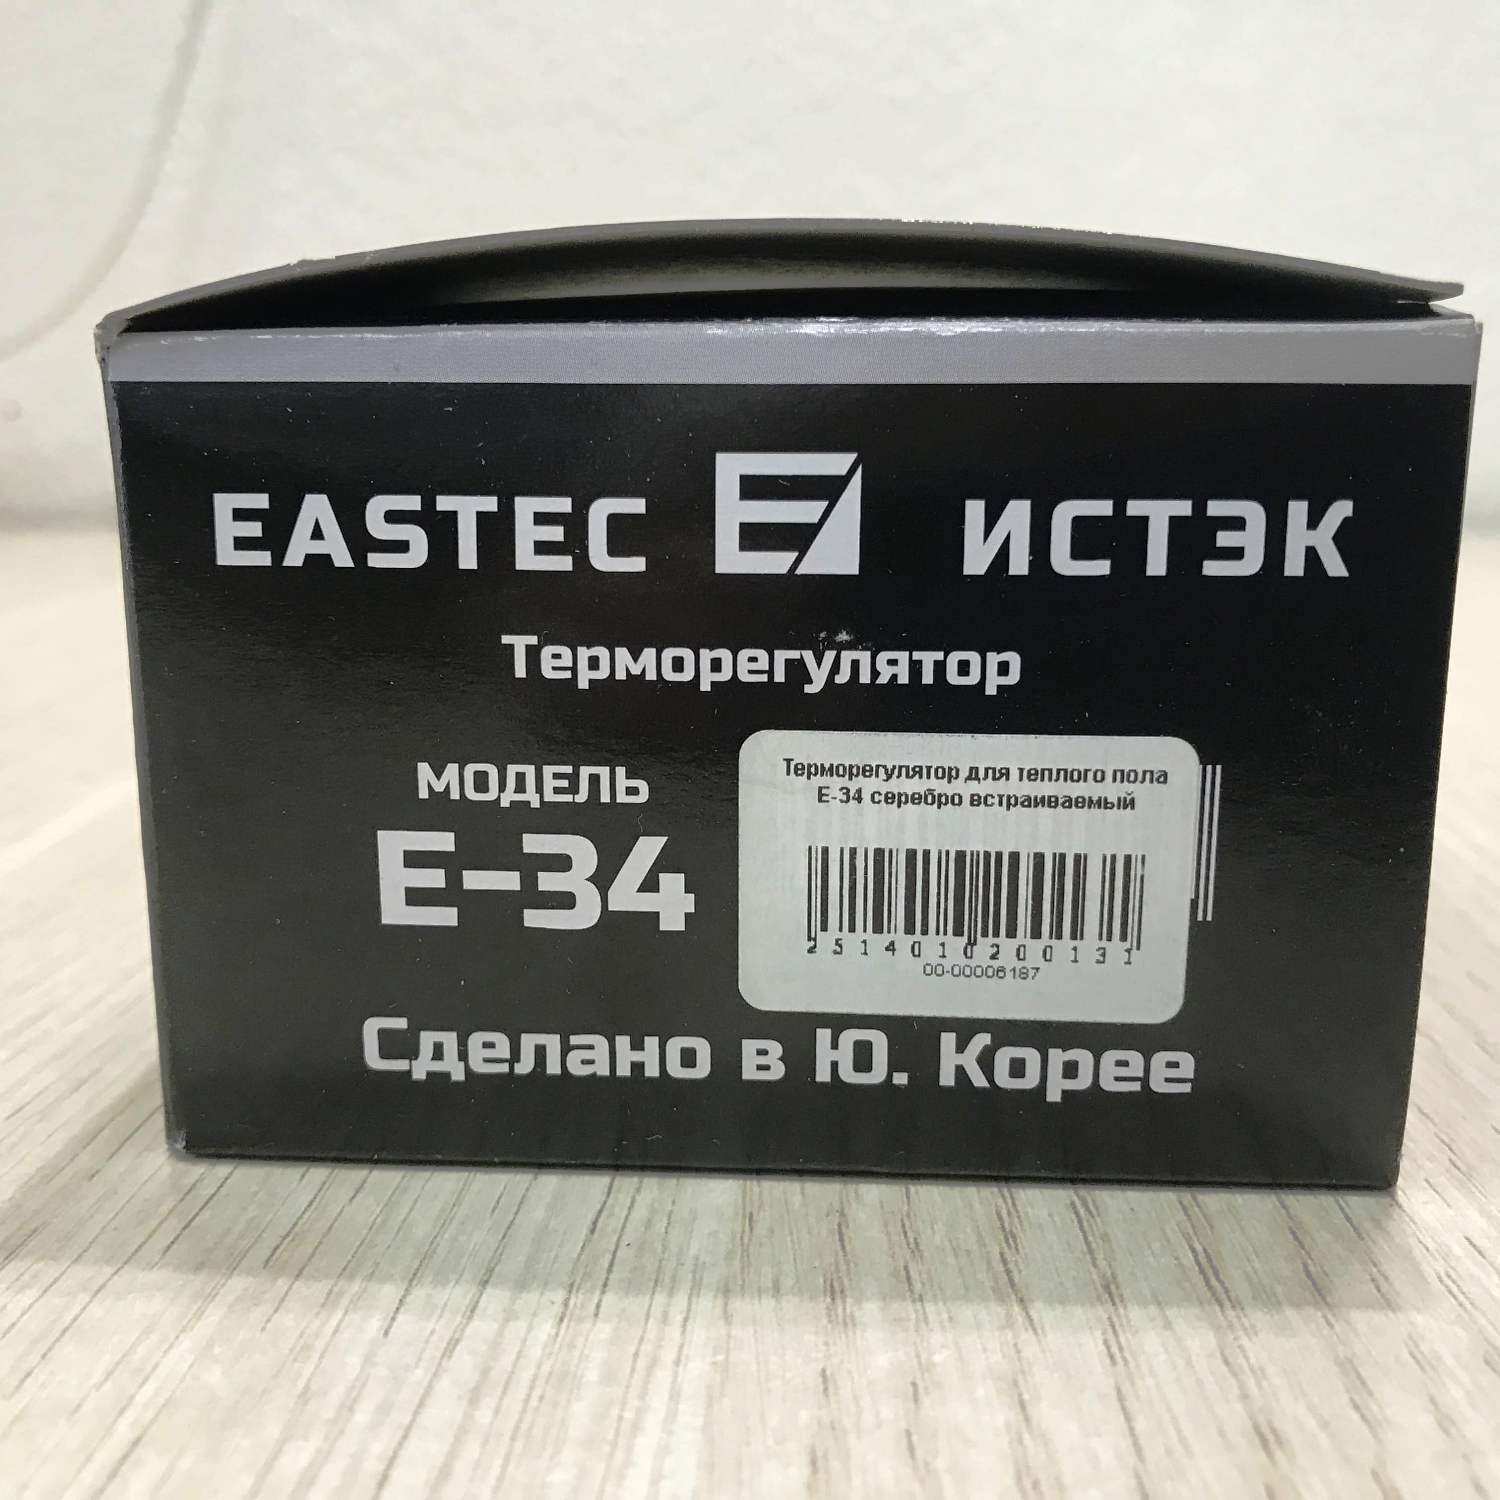 EASTEC ИСТЭК
Терморегулятор
МОДЕЛЬ
E-34
Терморегулятор для теплого пола
E-34 серебро встраиваемый
2514010200131
00-00006187
Сделано в Ю. Корее